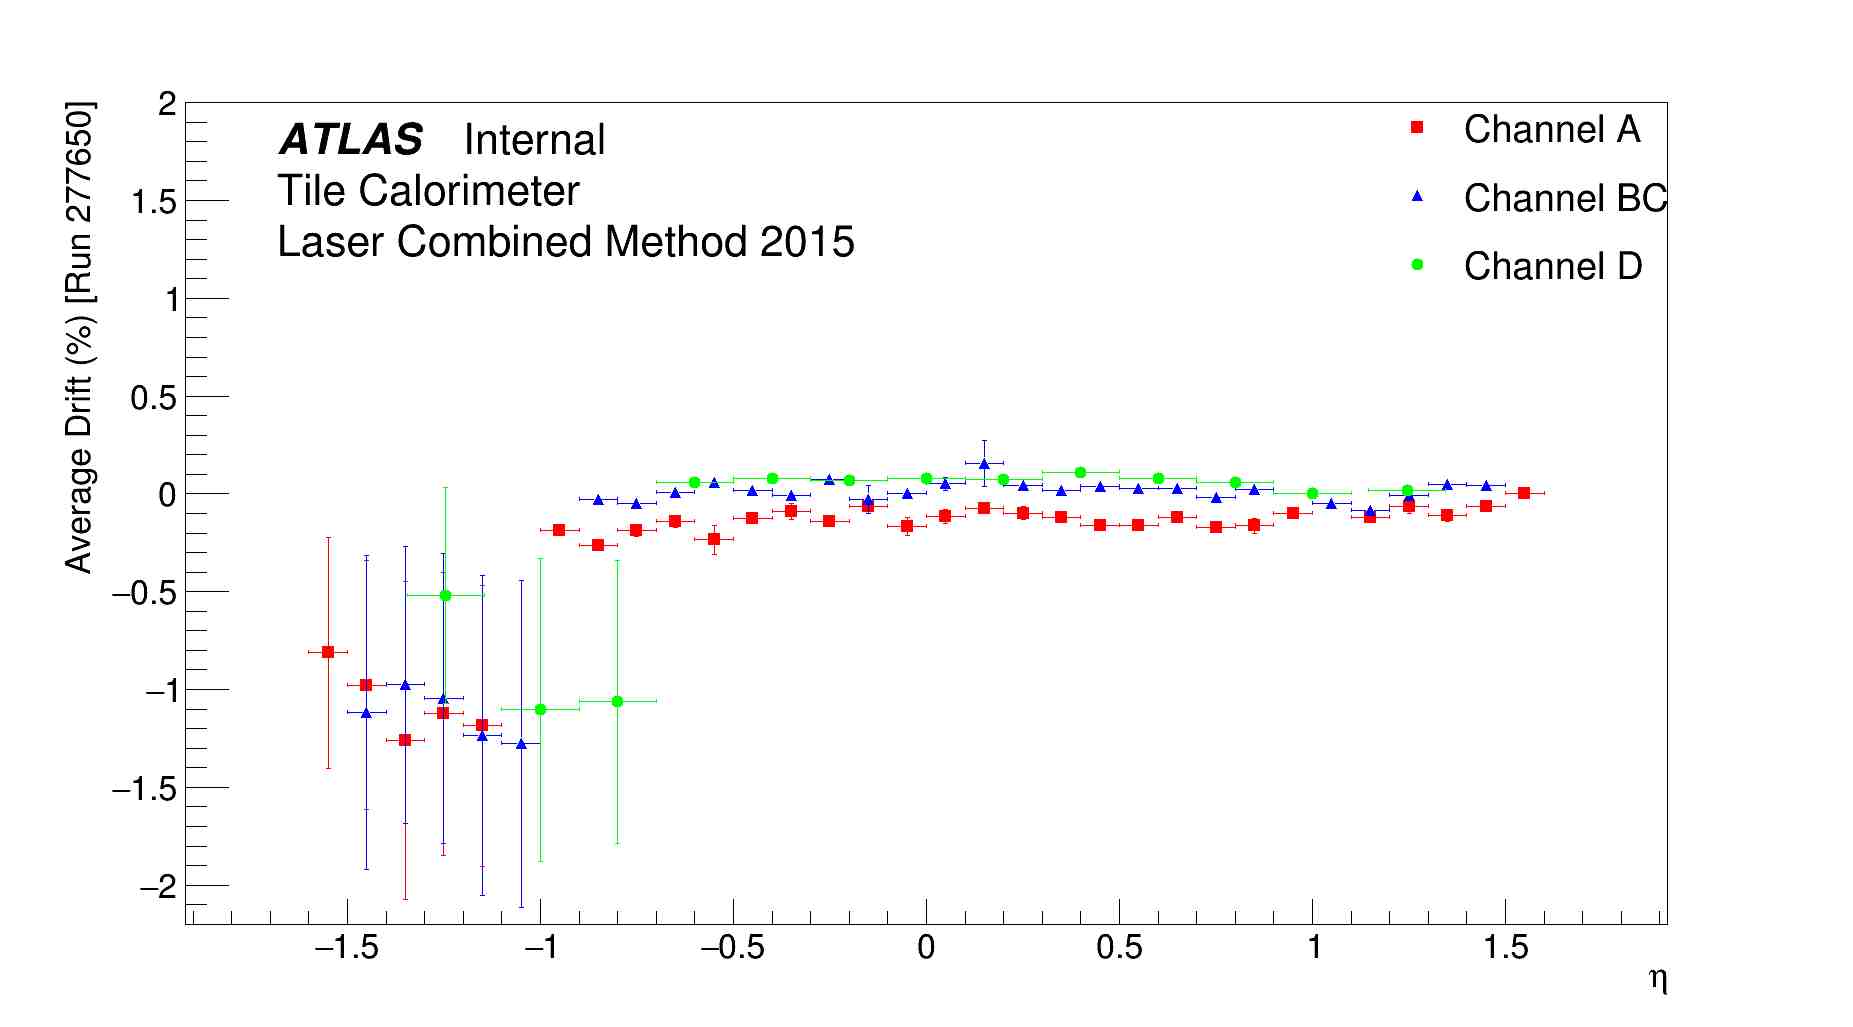 ATLAS Internal
Tile Calorimeter
Laser Combined Method 2015
Channel A
Channel BC
Channel D
Average Drift (%) [Run 277650]
2
1.5
1
0.5
0
−0.5
−1
−1.5
−2
−1.5 −1 −0.5 0 0.5 1 1.5
η